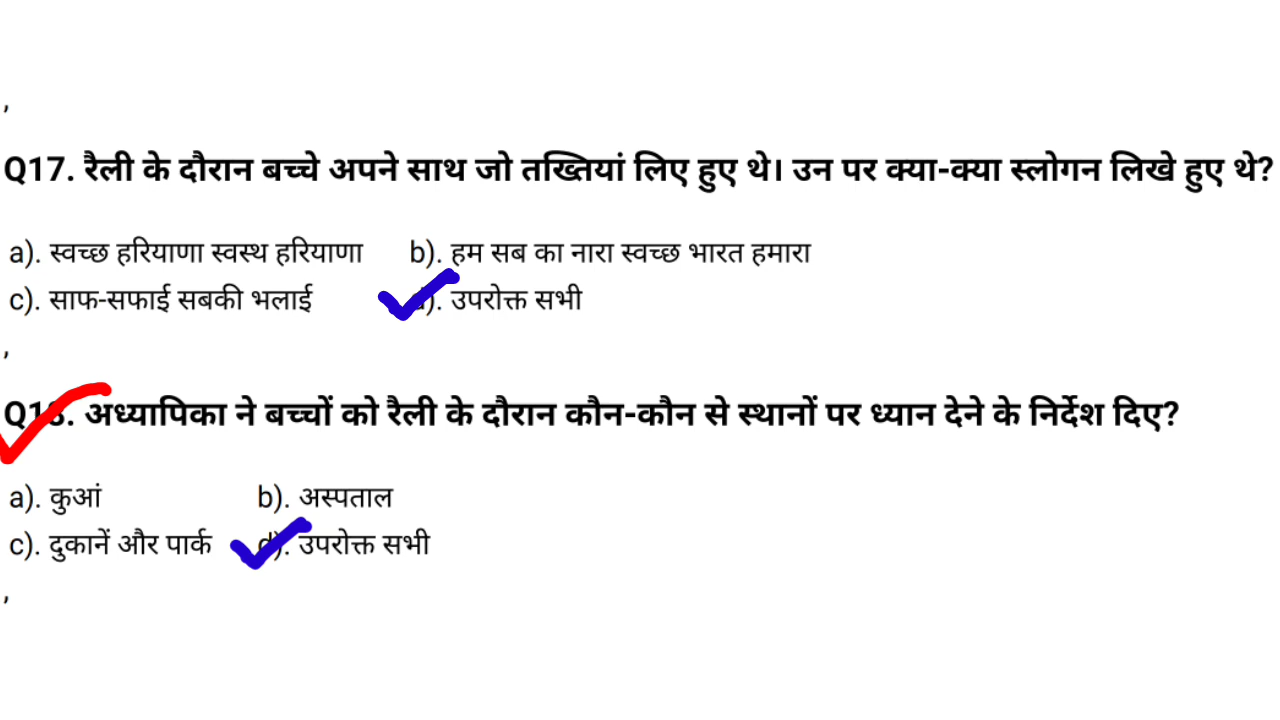 ,
Q17. रैली के दौरान बच्चे अपने साथ जो तख्तियां लिए हुए थे। उन पर क्या-क्या स्लोगन लिखे हुए थे?
a). स्वच्छ हरियाणा स्वस्थ हरियाणा b). हम सब का नारा स्वच्छ भारत हमारा
c). साफ-सफाई सबकी भलाई d). उपरोक्त सभी
,
Q18. अध्यापिका ने बच्चों को रैली के दौरान कौन-कौन से स्थानों पर ध्यान देने के निर्देश दिए?
a). कुआं b). अस्पताल
c). दुकानें और पार्क d). उपरोक्त सभी
,